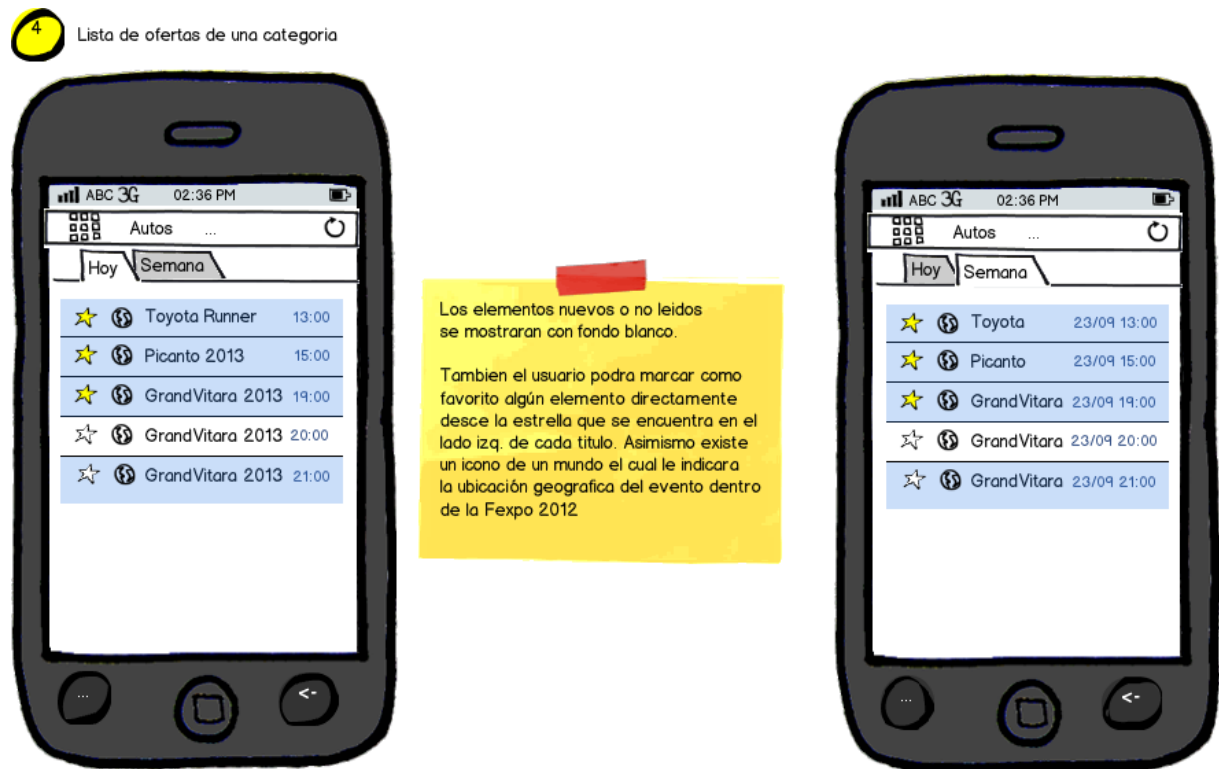 4
Lista de ofertas de una categoria
ABC 3G 02:36 PM
Autos ...
Hoy Semana
Toyota Runner 13:00
Picanto 2013 15:00
GrandVitara 2013 19:00
GrandVitara 2013 20:00
GrandVitara 2013 21:00
... <-
Los elementos nuevos o no leidos
se mostraran con fondo blanco.
Tambien el usuario podra marcar como
favorito algún elemento directamente
desce la estrella que se encuentra en el
lado izq. de cada titulo. Asimismo existe
un icono de un mundo el cual le indicara
la ubicación geografica del evento dentro
de la Fexpo 2012
ABC 3G 02:36 PM
Autos ...
Hoy Semana
Toyota 23/09 13:00
Picanto 23/09 15:00
GrandVitara 23/09 19:00
GrandVitara 23/09 20:00
GrandVitara 23/09 21:00
... <-